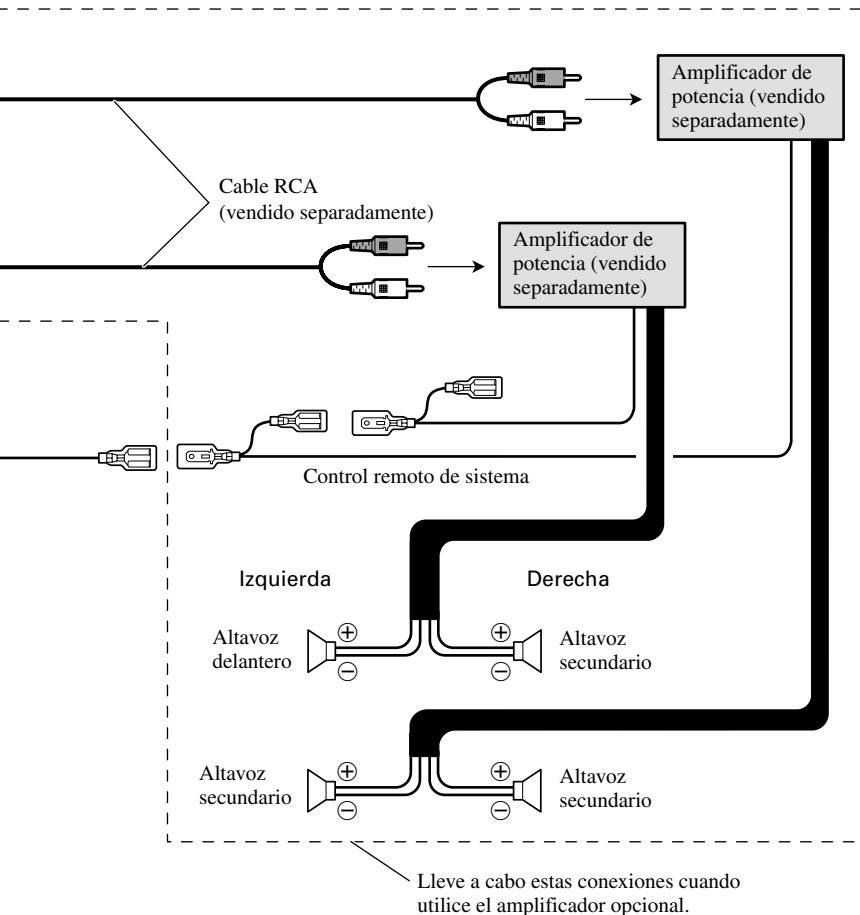 Amplificador de
potencia (vendido
separadamente)
Cable RCA
(vendido separadamente)
Amplificador de
potencia (vendido
separadamente)
Control remoto de sistema
Izquierda
Derecha
Altavoz
delantero
⊕
⊖
⊕
⊖
Altavoz
secundario
Altavoz
secundario
⊕
⊖
⊕
⊖
Altavoz
secundario
Lleve a cabo estas conexiones cuando
utilice el amplificador opcional.